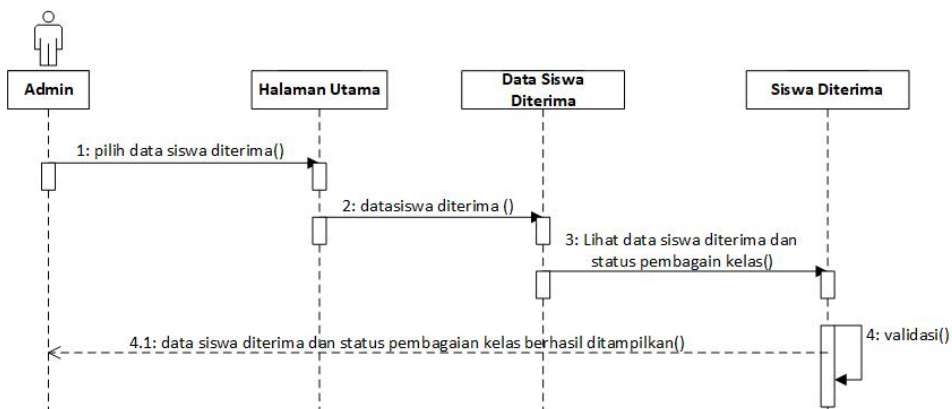 Admin
Halaman Utama
Data Siswa
Diterima
Siswa Diterima
1: pilih data siswa diterima()
2: datasiswa diterima ()
3: Lihat data siswa diterima dan
status pembagain kelas()
4: validasi()
4.1: data siswa diterima dan status pembagaian kelas berhasil ditampilkan()